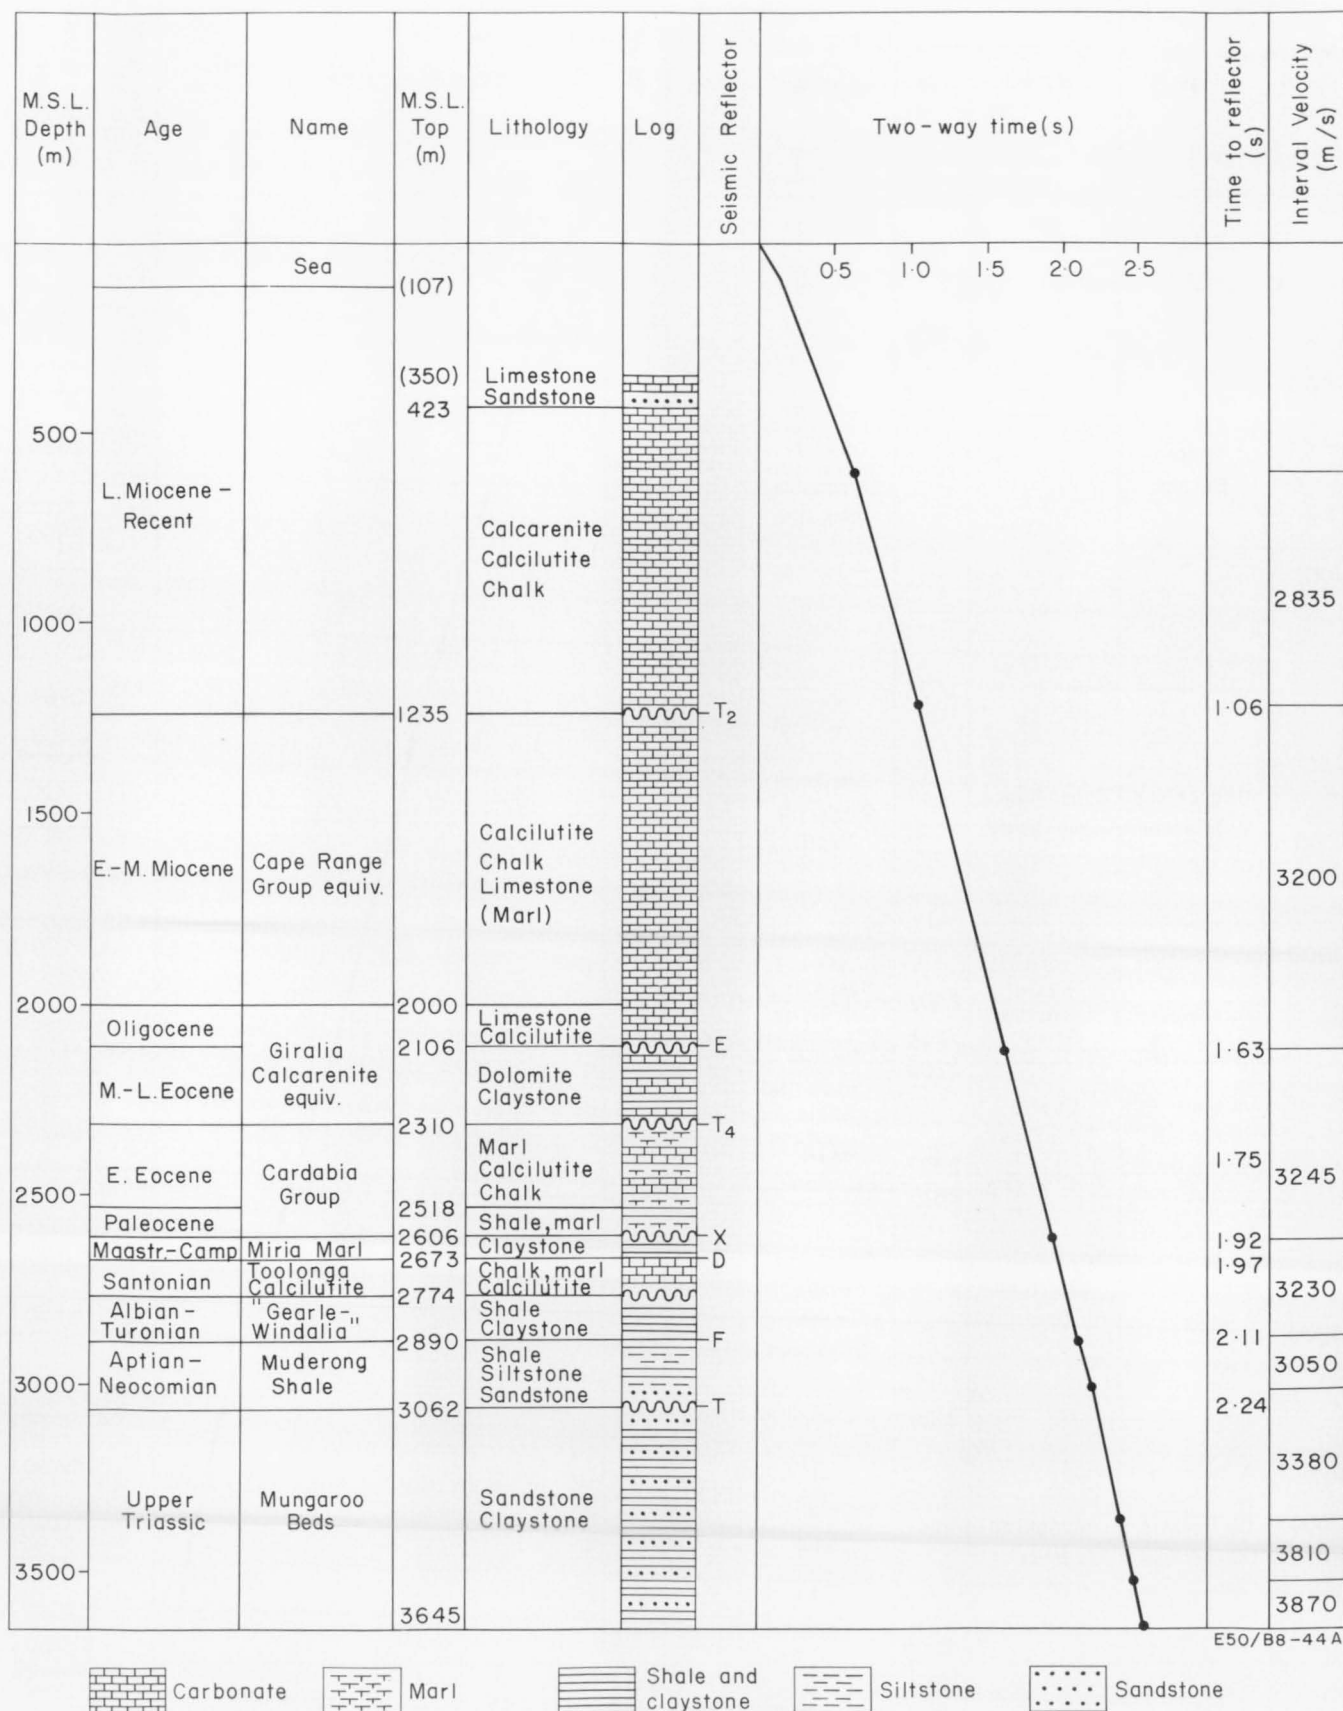 M.S.L.
Depth
(m)
Age
Name
M.S.L.
Top
(m)
Lithology
Log
Seismic Reflector
Two-way time(s)
Time to reflector
(s)
Interval Velocity
(m/s)
0·5 1·0 1·5 2·0 2·5
Sea
(107)
(350)
Limestone
Sandstone
423
500
L. Miocene –
Recent
Calcarenite
Calcilutite
Chalk
1000
2835
1235
T2
1·06
1500
E.-M. Miocene
Cape Range
Group equiv.
Calcilutite
Chalk
Limestone
(Marl)
3200
2000
2000
Oligocene
Limestone
Calcilutite
2106
E
1·63
Giralia
Calcarenite
equiv.
M.-L. Eocene
Dolomite
Claystone
2310
T4
E. Eocene
Cardabia
Group
Marl
Calcilutite
Chalk
1·75
3245
2500
2518
Paleocene
Shale, marl
2606
X
1·92
Maastr.-Camp
Miria Marl
Claystone
2673
D
1·97
Santonian
Toolonga
Calcilutite
Chalk, marl
Calcilutite
3230
2774
Albian –
Turonian
"Gearle-
Windalia"
Shale
Claystone
2890
F
2·11
Aptian –
Neocomian
Muderong
Shale
Shale
Siltstone
Sandstone
3050
3000
3062
T
2·24
3380
Upper
Triassic
Mungaroo
Beds
Sandstone
Claystone
3810
3500
3870
3645
E50/B8-44A
Carbonate
Marl
Shale and
claystone
Siltstone
Sandstone